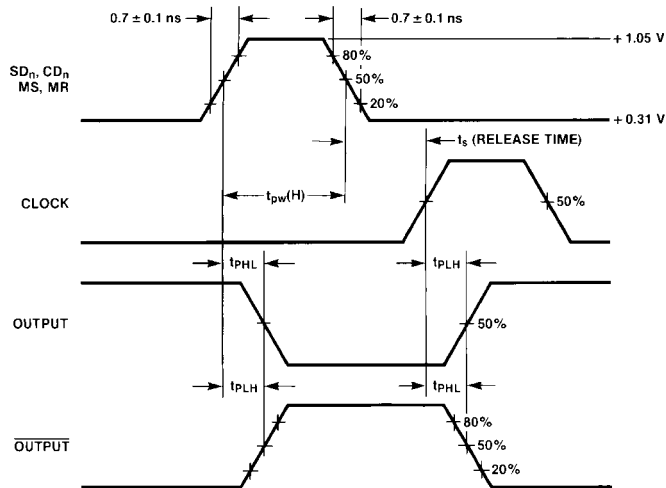 0.7 ± 0.1 ns
0.7 ± 0.1 ns
+ 1.05 V
SDn, CDn
MS, MR
80%
50%
20%
+ 0.31 V
ts (RELEASE TIME)
CLOCK
tpw(H)
50%
tPHL
tPLH
OUTPUT
50%
tPLH
tPHL
OUTPUT
80%
50%
20%